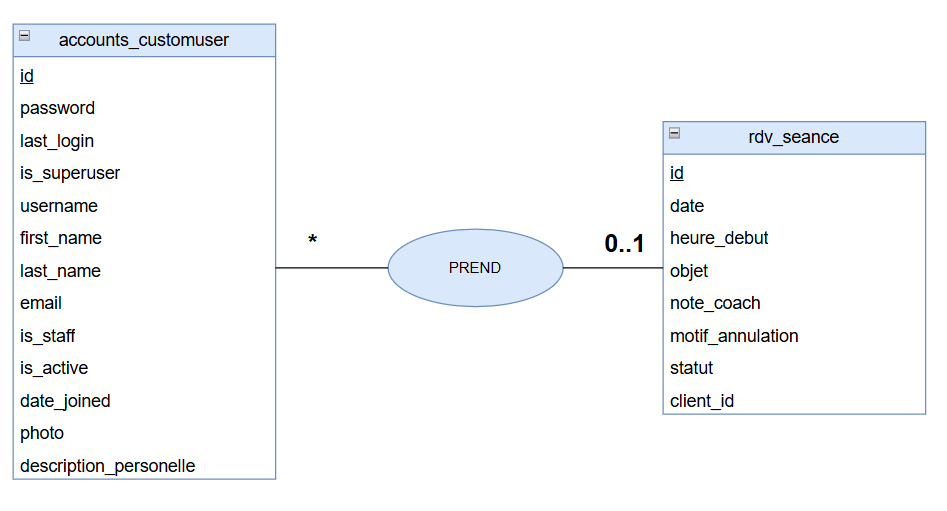 accounts_customuser
id
password
last_login
is_superuser
username
first_name
last_name
email
is_staff
is_active
date_joined
photo
description_personelle
*
PREND
0..1
rdv_seance
id
date
heure_debut
objet
note_coach
motif_annulation
statut
client_id